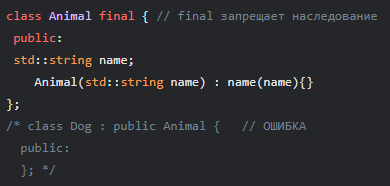 class Animal final { // final запрещает наследование
public:
std::string name;
Animal(std::string name) : name(name){}
};
/* class Dog : public Animal {   // ОШИБКА
public:
}; */